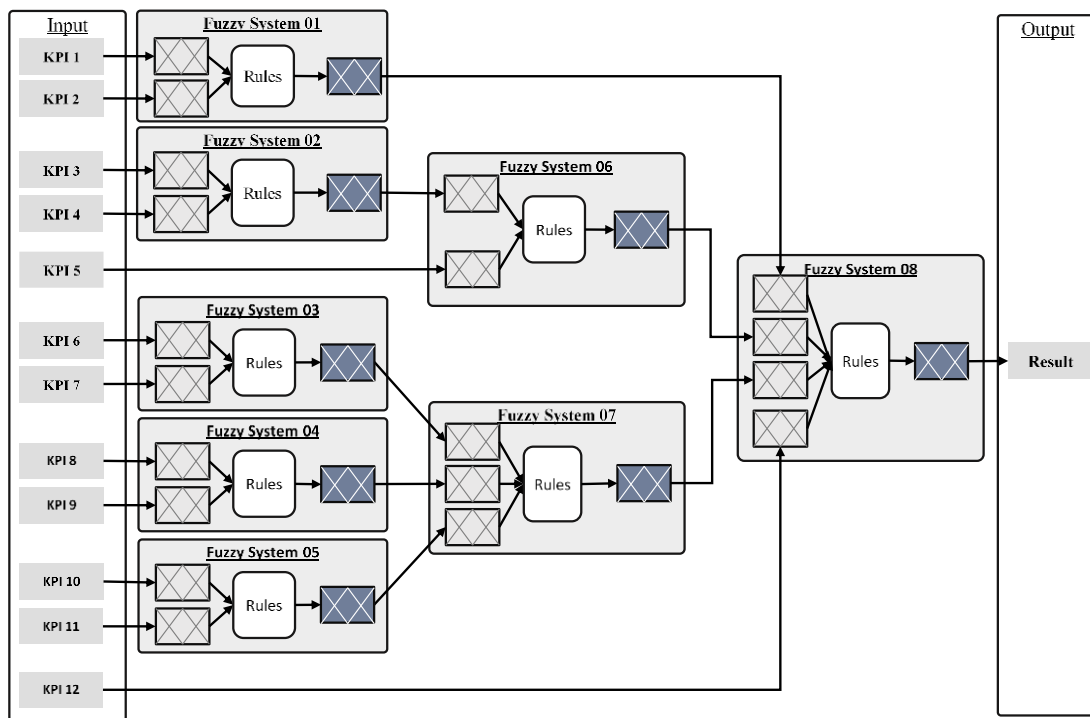 Input
KPI 1
KPI 2
KPI 3
KPI 4
KPI 5
KPI 6
KPI 7
KPI 8
KPI 9
KPI 10
KPI 11
KPI 12
Fuzzy System 01
Rules
Fuzzy System 02
Rules
Fuzzy System 03
Rules
Fuzzy System 04
Rules
Fuzzy System 05
Rules
Fuzzy System 06
Rules
Fuzzy System 07
Rules
Fuzzy System 08
Rules
Output
Result